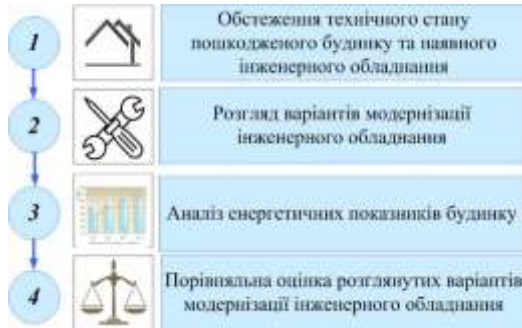 1
Обстеження технічного стану
пошкодженого будинку та наявного
інженерного обладнання
2
Розгляд варіантів модернізації
інженерного обладнання
3
Аналіз енергетичних показників будинку
4
Порівняльна оцінка розглянутих варіантів
модернізації інженерного обладнання